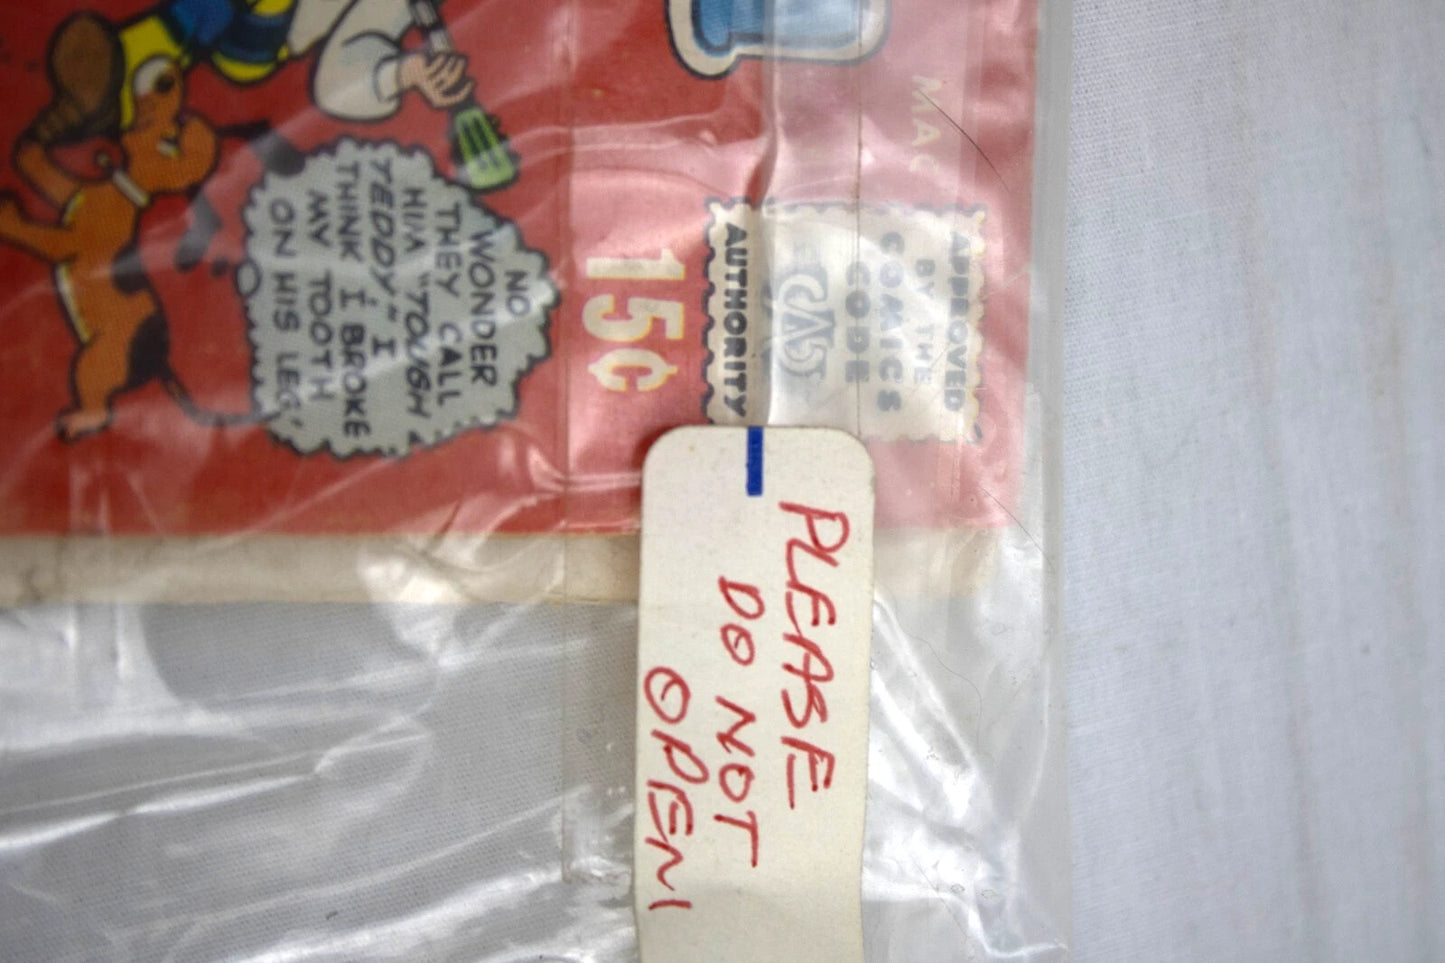 NO
WONDER
THEY CALL
HIM "TOUGH
TEDDY" I
THINK I BROKE
MY TOOTH
ON HIS LEG,
15¢
MAC
APPROVED
BY THE
COMICS
CODE
CA
AUTHORITY
PLEASE
DO NOT
OPEN